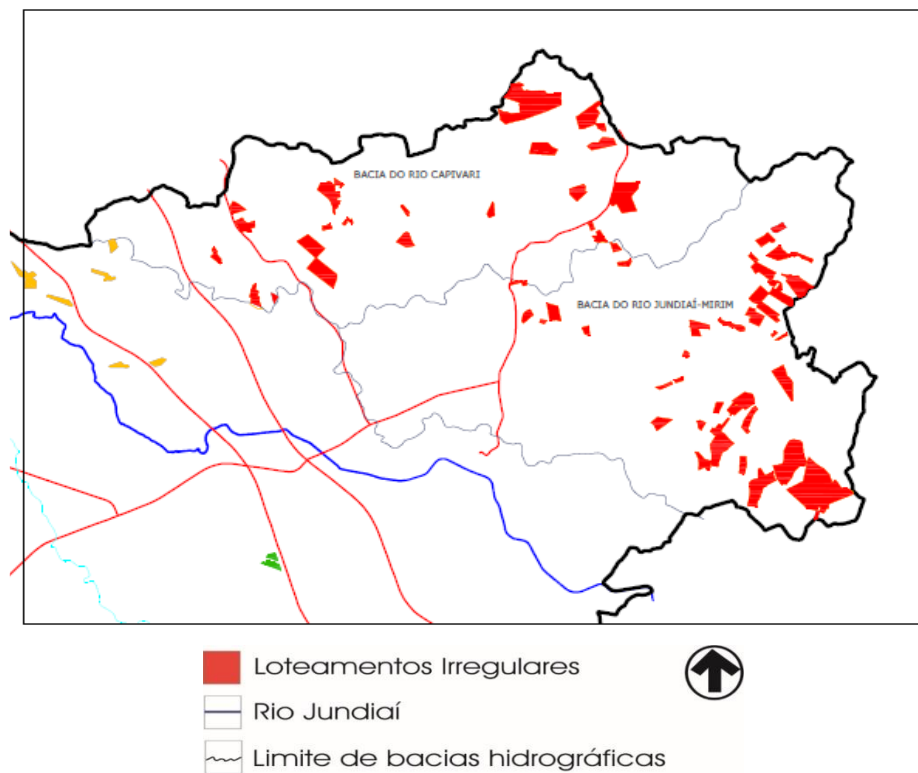 BACIA DO RIO CAPIVARI
BACIA DO RIO JUNDIAÍ-MIRIM
Loteamentos Irregulares
Rio Jundiaí
Limite de bacias hidrográficas